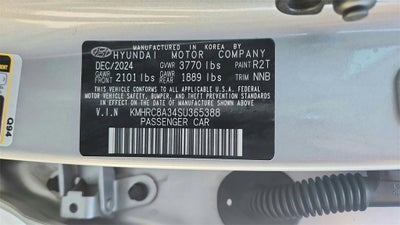 MANUFACTURED IN KOREA BY
HYUNDAI MOTOR COMPANY
DEC/2024 GVWR 3770 lbs PAINT R2T
GAWR FRONT 2101 lbs GAWR REAR 1889 lbs TRIM NNB
THIS VEHICLE CONFORMS TO ALL APPLICABLE U.S. FEDERAL
MOTOR VEHICLE SAFETY, BUMPER, AND THEFT PREVENTION
STANDARDS IN EFFECT ON THE DATE OF MANUFACTURE
SHOWN ABOVE.
V.I.N KMHRC8A34SU365388
PASSENGER CAR
Q94